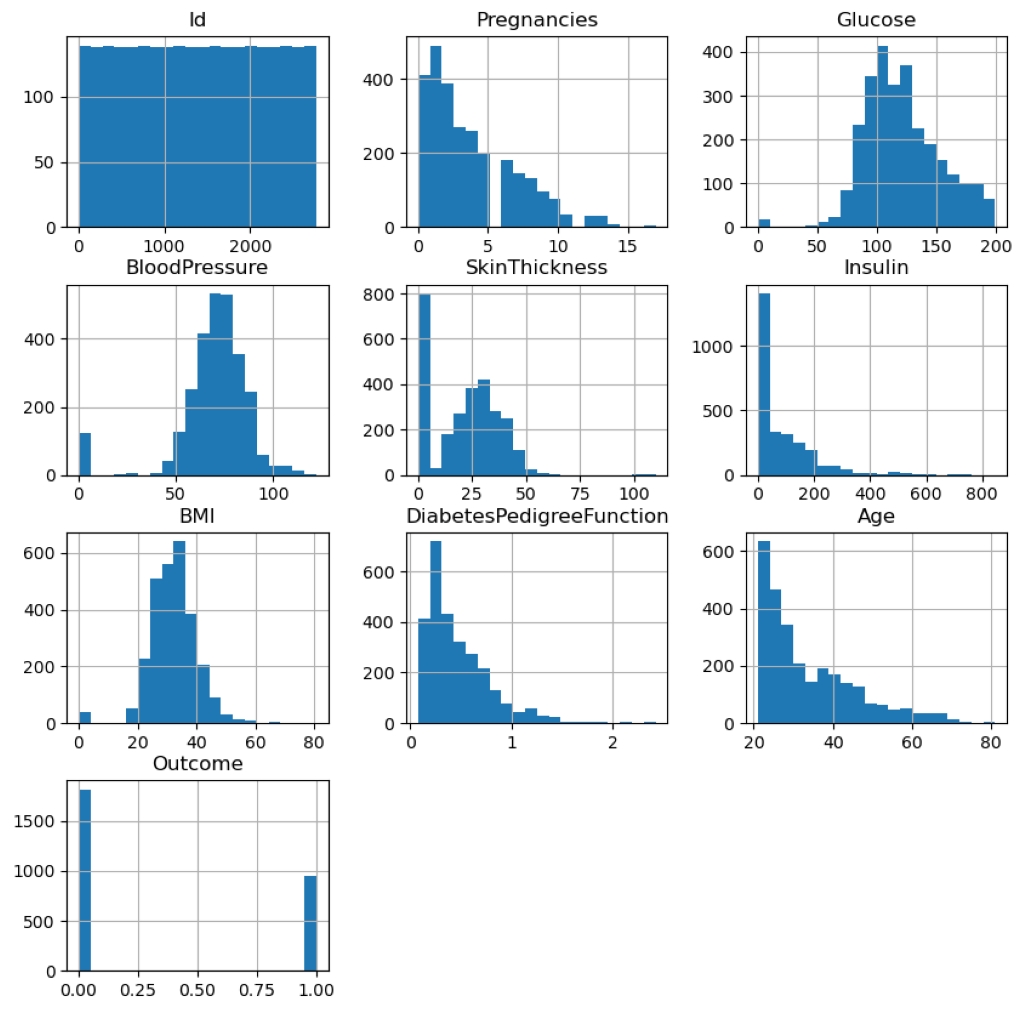 Id Pregnancies Glucose
100 400 400
300
50 200 200
100
0 0 0
0 1000 2000 0 5 10 15 0 50 100 150 200
BloodPressure SkinThickness Insulin
800
400 600 1000
400
200 500
200
0 0 0
0 50 100 0 25 50 75 100 0 200 400 600 800
BMI DiabetesPedigreeFunction Age
600 600 600
400 400 400
200 200 200
0 0 0
0 20 40 60 80 0 1 2 20 40 60 80
Outcome
1500
1000
500
0
0.00 0.25 0.50 0.75 1.00